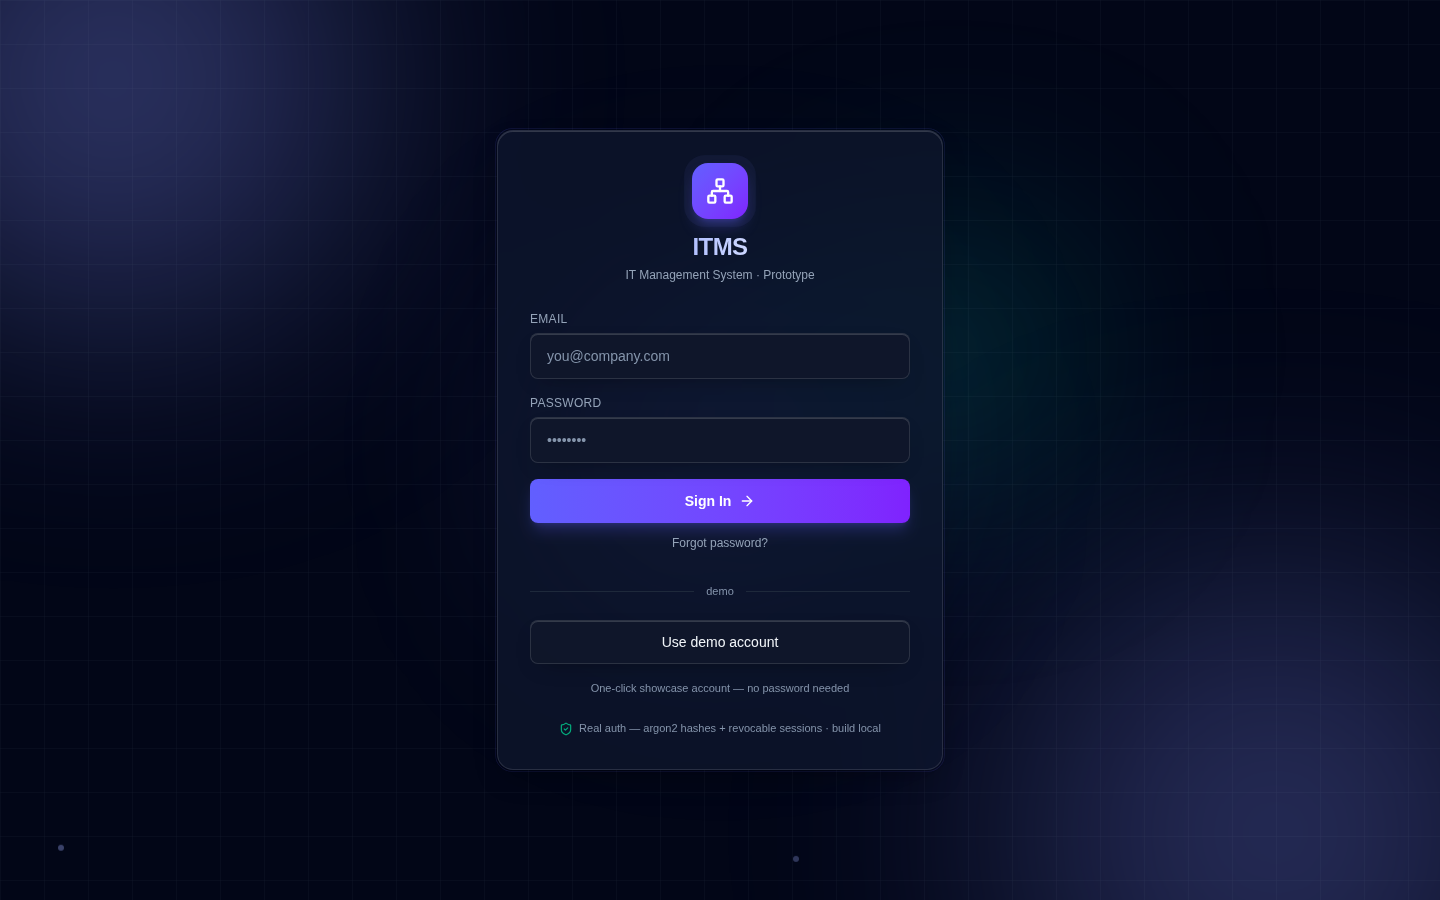 ITMS
IT Management System · Prototype
EMAIL
you@company.com
PASSWORD
••••••••
Sign In →
Forgot password?
demo
Use demo account
One-click showcase account — no password needed
Real auth — argon2 hashes + revocable sessions · build local